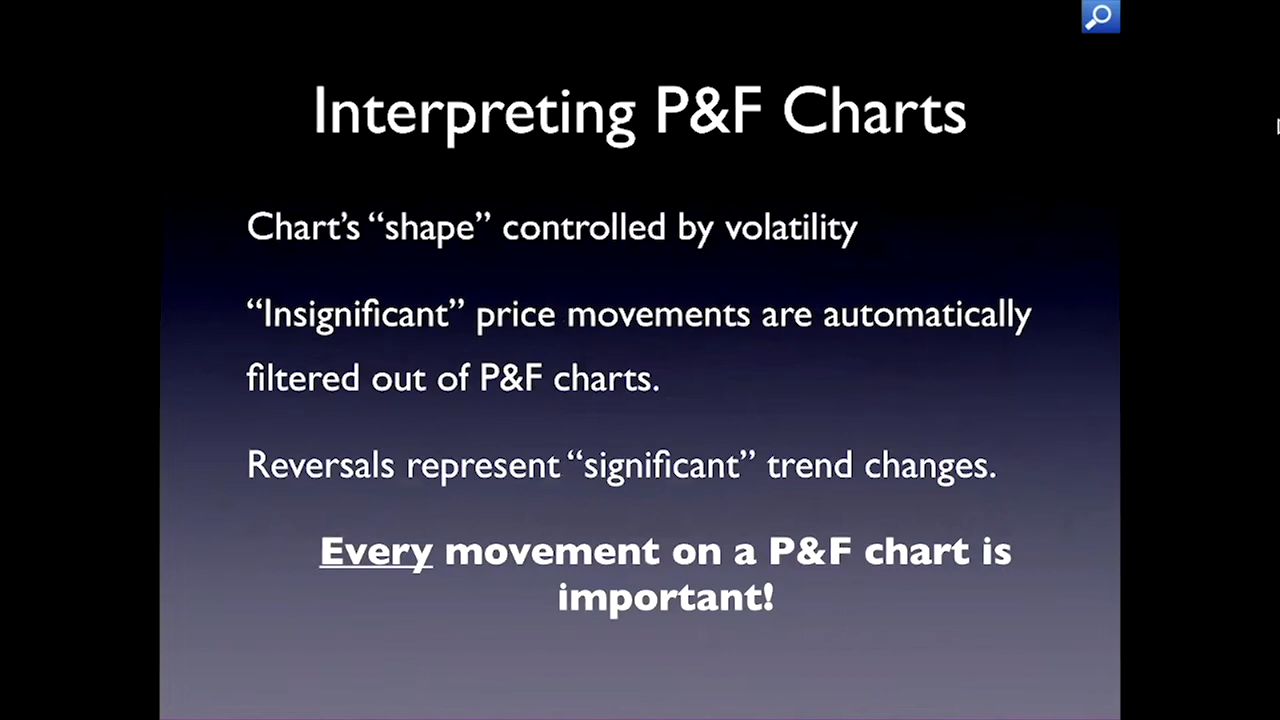 Interpreting P&F Charts
Chart’s “shape” controlled by volatility
“Insignificant” price movements are automatically
filtered out of P&F charts.
Reversals represent “significant” trend changes.
Every movement on a P&F chart is
important!